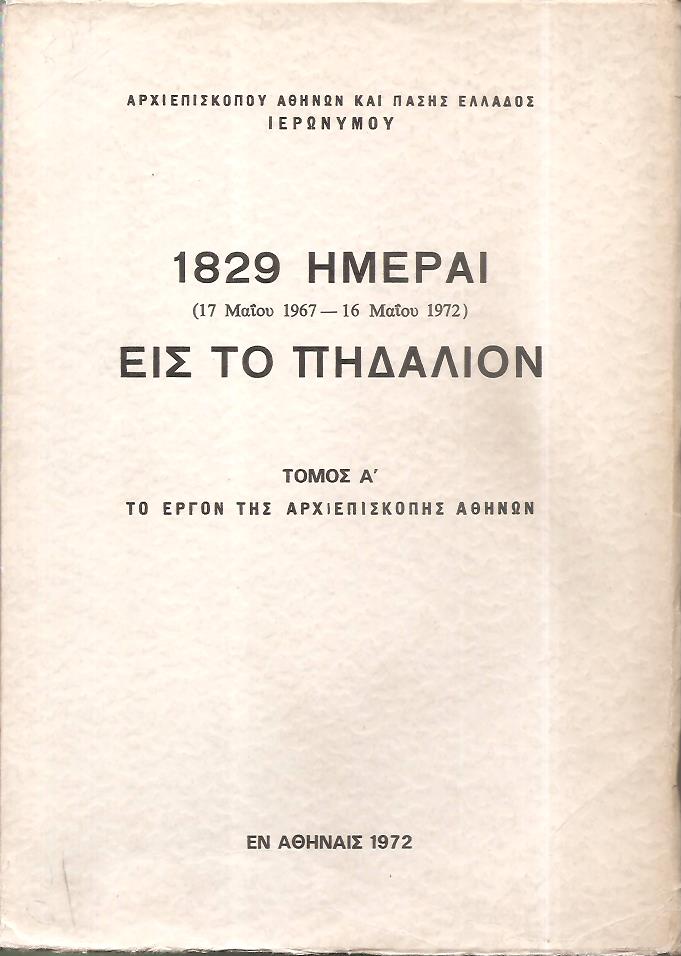 ΑΡΧΙΕΠΙΣΚΟΠΟΥ ΑΘΗΝΩΝ ΚΑΙ ΠΑΣΗΣ ΕΛΛΑΔΟΣ
ΙΕΡΩΝΥΜΟΥ
1829 ΗΜΕΡΑΙ
(17 Μαΐου 1967 — 16 Μαΐου 1972)
ΕΙΣ ΤΟ ΠΗΔΑΛΙΟΝ
ΤΟΜΟΣ Α΄
ΤΟ ΕΡΓΟΝ ΤΗΣ ΑΡΧΙΕΠΙΣΚΟΠΗΣ ΑΘΗΝΩΝ
ΕΝ ΑΘΗΝΑΙΣ 1972